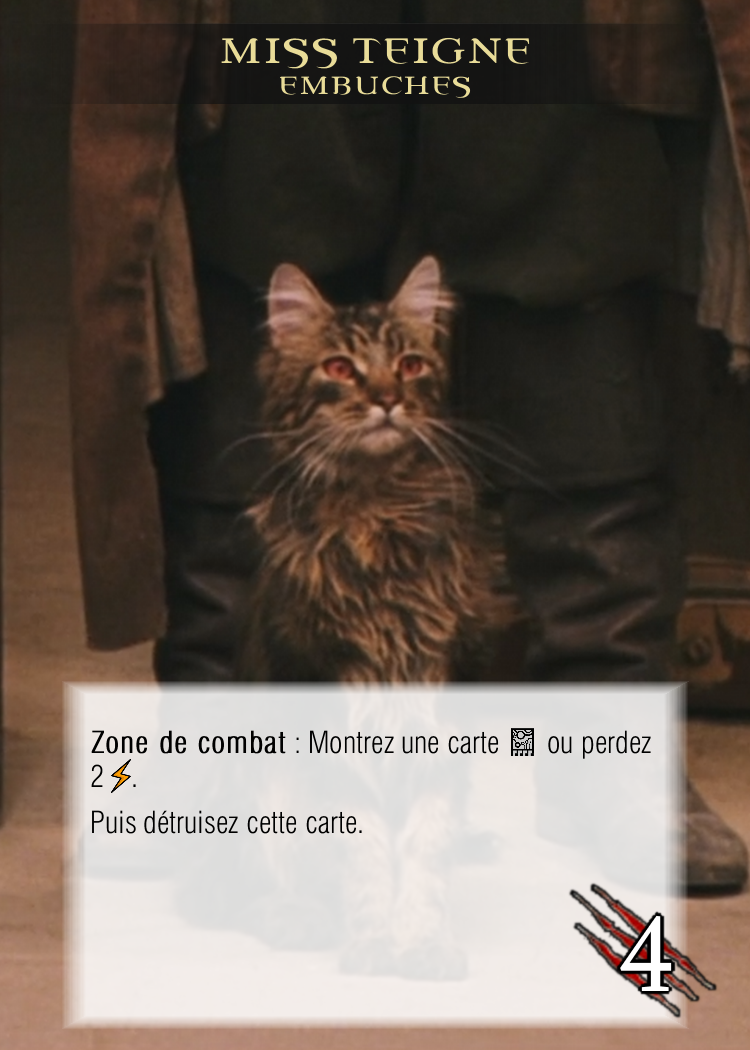 MISS TEIGNE
EMBUCHES
Zone de combat : Montrez une carte ou perdez
2 .
Puis détruisez cette carte.
4